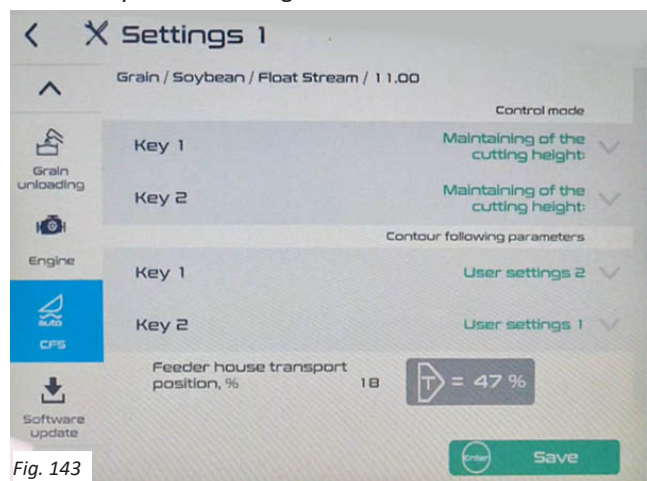 Settings 1
Grain / Soybean / Float Stream / 11.00
Control mode
Key 1
Maintaining of the
cutting height:
Key 2
Maintaining of the
cutting height:
Contour following parameters
Key 1
User settings 2
Key 2
User settings 1
Feeder house transport
position, %
18
T = 47 %
Enter
Save
Grain
unloading
Engine
auto
CFS
Software
update
Fig. 143